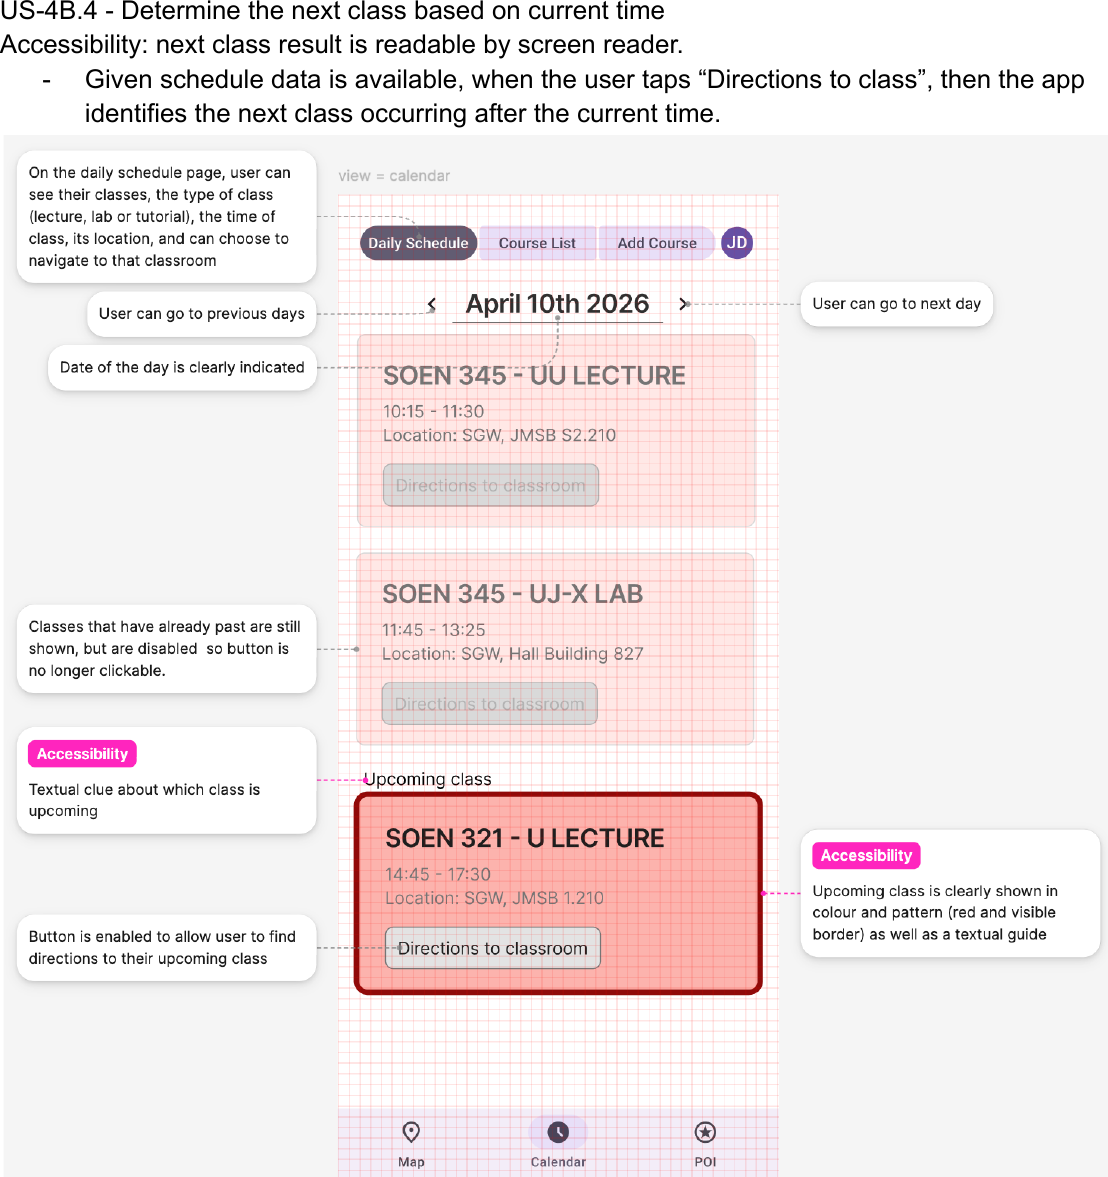 US-4B.4 - Determine the next class based on current time
Accessibility: next class result is readable by screen reader.
- Given schedule data is available, when the user taps “Directions to class”, then the app
identifies the next class occurring after the current time.
On the daily schedule page, user can
see their classes, the type of class
(lecture, lab or tutorial), the time of
class, its location, and can choose to
navigate to that classroom
view = calendar
Daily Schedule
Course List
Add Course
JD
User can go to previous days
April 10th 2026
User can go to next day
Date of the day is clearly indicated
SOEN 345 - UU LECTURE
10:15 - 11:30
Location: SGW, JMSB S2.210
Directions to classroom
SOEN 345 - UJ-X LAB
11:45 - 13:25
Location: SGW, Hall Building 827
Directions to classroom
Classes that have already past are still
shown, but are disabled  so button is
no longer clickable.
Accessibility
Textual clue about which class is
upcoming
Upcoming class
SOEN 321 - U LECTURE
14:45 - 17:30
Location: SGW, JMSB 1.210
Directions to classroom
Accessibility
Upcoming class is clearly shown in
colour and pattern (red and visible
border) as well as a textual guide
Button is enabled to allow user to find
directions to their upcoming class
Map
Calendar
POI